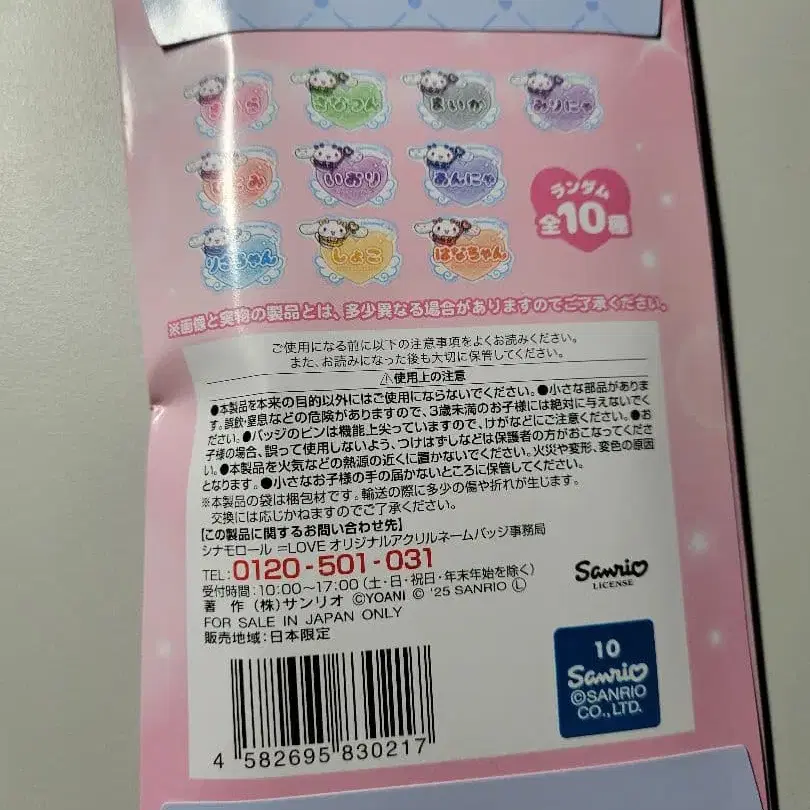 さなつん
まいか
みりにゃ
ひとみ
いおり
あんにゃ
りこちゃん
しょこ
はなちゃん
ランダム
全10種
※画像と実物の製品とは、多少異なる場合がありますのでご了承ください。
ご使用になる前に以下の注意事項をよくお読みください。
また、お読みになった後も大切に保管してください。
⚠使用上の注意
●本製品を本来の目的以外にはご使用にならないでください。●小さな部品がありま
す。誤飲・窒息などの危険がありますので、3歳未満のお子様には絶対に与えないでく
ださい。●バッジのピンは機能上尖っていますので、けがなどにご注意ください。●お
子様の場合、誤って使用しないよう、つけはずしなどは保護者の方がおこなってくださ
い。●本製品を火気などの熱源の近くに置かないでください。火災や変形、変色の原因
となります。●小さなお子様の手の届かないところに保管してください。
※本製品の袋は梱包材です。輸送の際に多少の傷や折れが生じます。
交換には応じかねますのでご了承ください。
【この製品に関するお問い合わせ先】
シナモロール =LOVE オリジナルアクリルネームバッジ事務局
TEL:0120-501-031
受付時間:10:00～17:00(土・日・祝日・年末年始を除く)
著 作 (株)サンリオ ©YOANI © '25 SANRIO Ⓛ
FOR SALE IN JAPAN ONLY
販売地域:日本限定
Sanrio
LICENSE
10
Sanrio
©SANRIO
CO.,LTD.
4 582695 830217